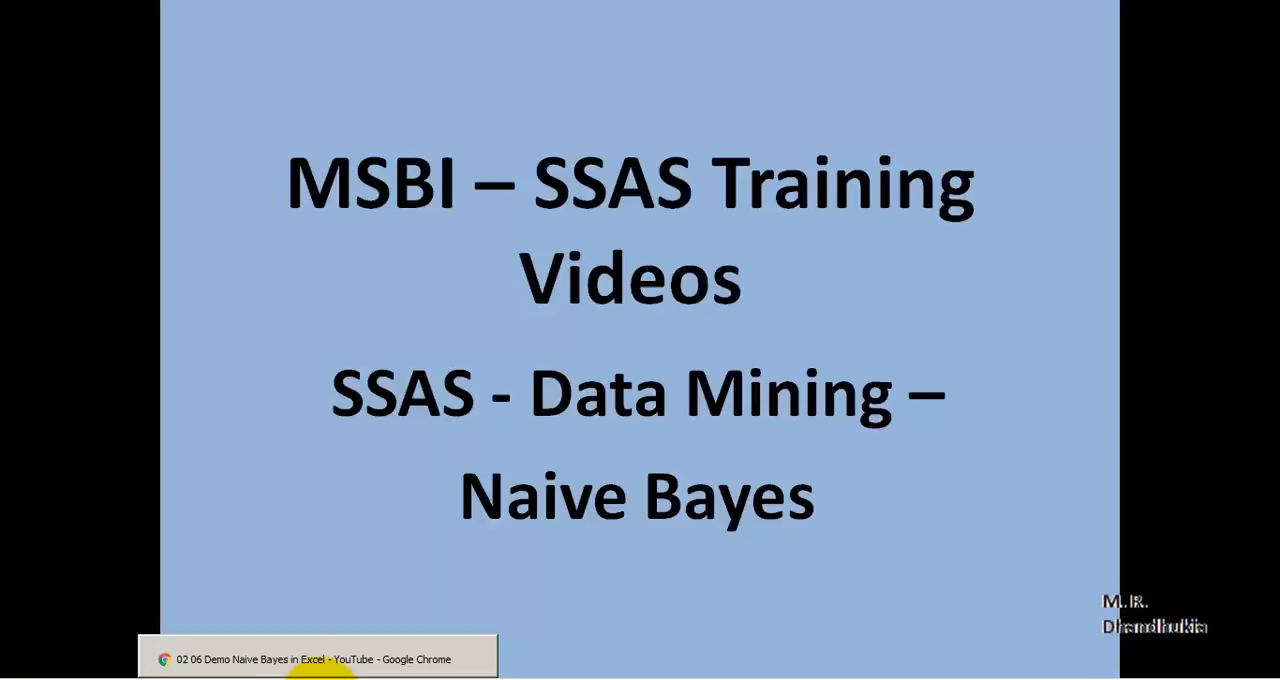 MSBI – SSAS Training
Videos
SSAS - Data Mining –
Naive Bayes
M. R.
Dhandhukia
02 06 Demo Naive Bayes in Excel - YouTube - Google Chrome